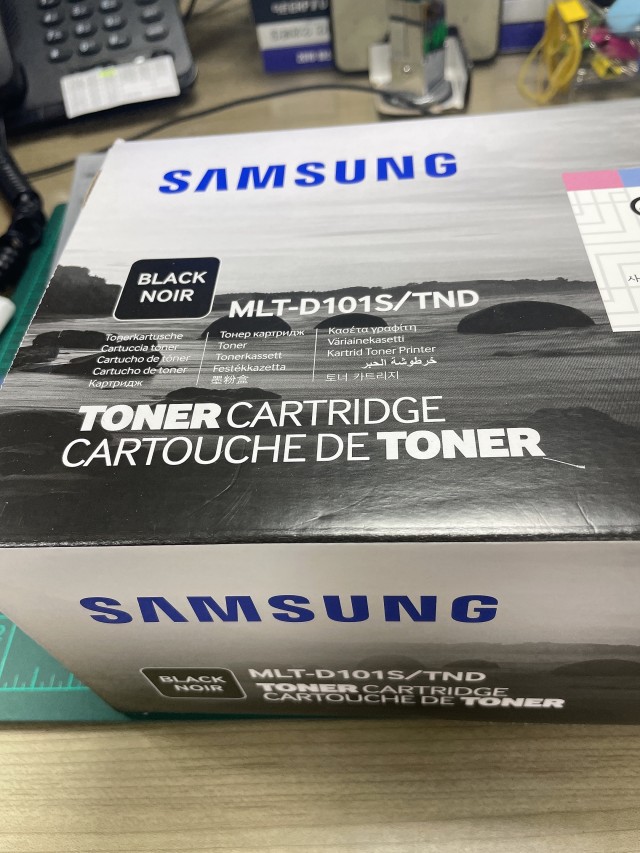 SAMSUNG
BLACK
NOIR
MLT-D101S/TND
Tonerkartusche
Cartuccia toner
Cartucho de tóner
Cartucho de toner
Картридж
Тонер картридж
Toner
Tonerkassett
Festékkazetta
墨粉盒
Κασέτα γραφίτη
Väriainekasetti
Kartrid Toner Printer
خرطوشة الحبر
토너 카트리지
TONER CARTRIDGE
CARTOUCHE DE TONER
SAMSUNG
BLACK
NOIR
MLT-D101S/TND
TONER CARTRIDGE
CARTOUCHE DE TONER